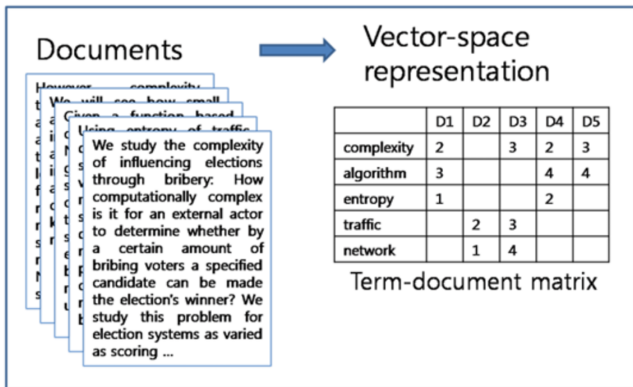 Documents
Vector-space
representation
However complexity
We will see how small
Given a function based
Using entropy of traffic
We study the complexity
of influencing elections
through bribery: How
computationally complex
is it for an external actor
to determine whether by
a certain amount of
bribing voters a specified
candidate can be made
the election's winner? We
study this problem for
election systems as varied
as scoring ...
D1 D2 D3 D4 D5
complexity 2 3 2 3
algorithm 3 4 4
entropy 1 2
traffic 2 3
network 1 4
Term-document matrix